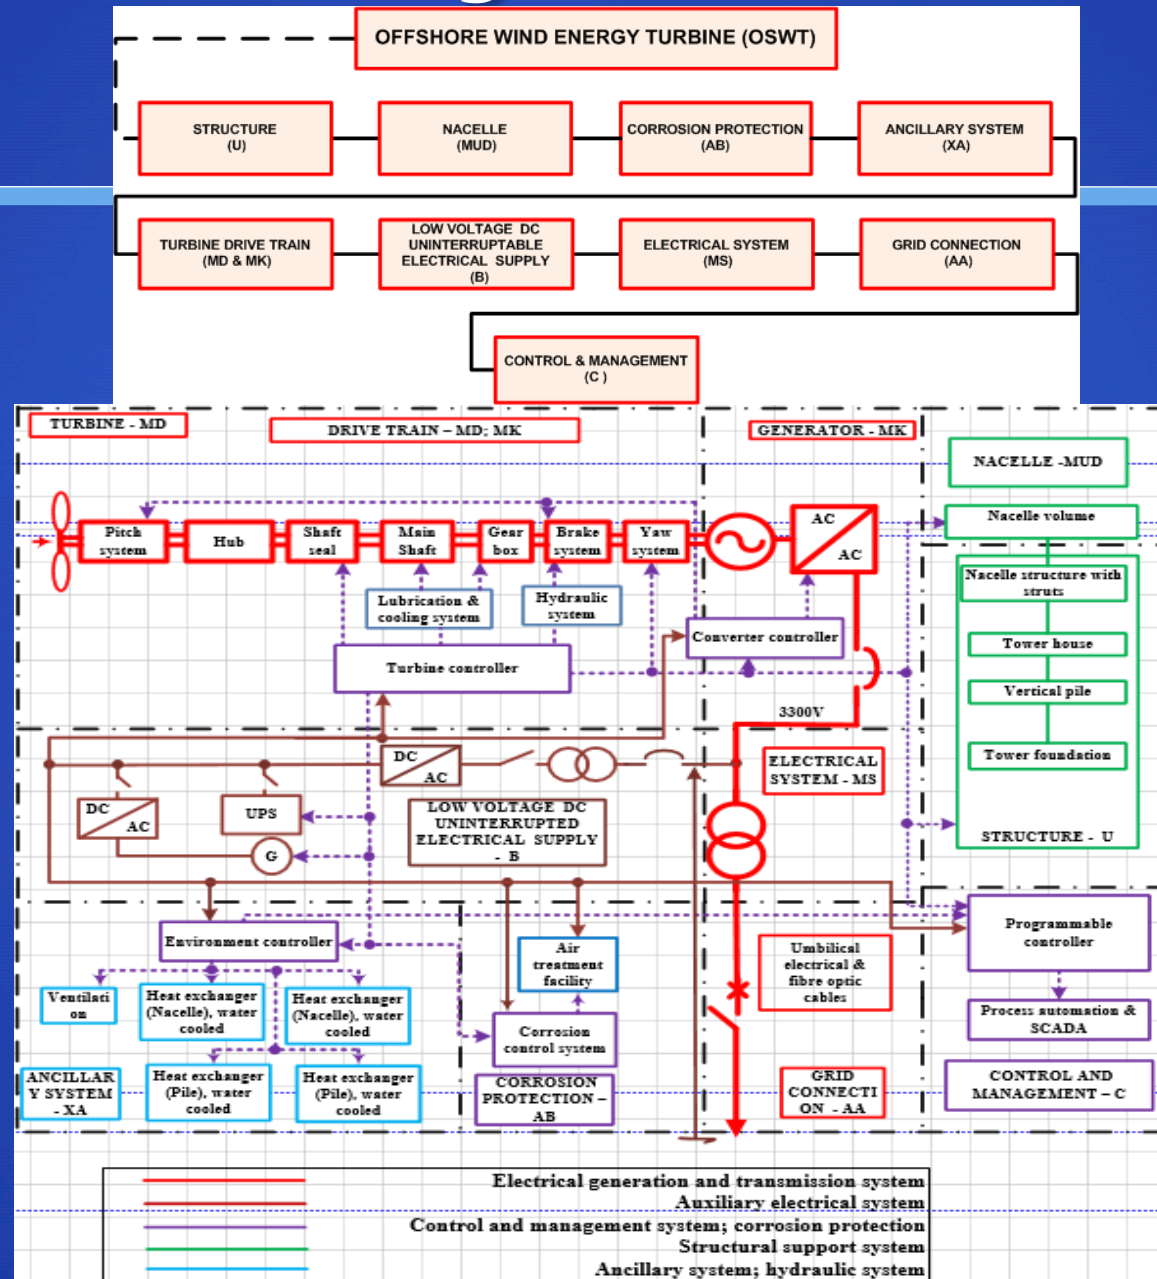 OFFSHORE WIND ENERGY TURBINE (OSWT)
STRUCTURE
(U)
NACELLE
(MUD)
CORROSION PROTECTION
(AB)
ANCILLARY SYSTEM
(XA)
TURBINE DRIVE TRAIN
(MD & MK)
LOW VOLTAGE DC
UNINTERRUPTABLE
ELECTRICAL SUPPLY
(B)
ELECTRICAL SYSTEM
(MS)
GRID CONNECTION
(AA)
CONTROL & MANAGEMENT
(C )
TURBINE - MD
DRIVE TRAIN – MD; MK
GENERATOR - MK
NACELLE -MUD
Pitch
system
Hub
Shaft
seal
Main
Shaft
Gear
box
Brake
system
Yaw
system
AC
AC
Nacelle volume
Nacelle structure with
struts
Tower house
Vertical pile
Tower foundation
STRUCTURE - U
Lubrication &
cooling system
Hydraulic
system
Converter controller
Turbine controller
3300V
DC
AC
ELECTRICAL
SYSTEM - MS
DC
AC
UPS
G
LOW VOLTAGE DC
UNINTERRUPTED
ELECTRICAL SUPPLY
- B
Environment controller
Air
treatment
facility
Umbilical
electrical &
fibre optic
cables
Programmable
controller
Ventilati
on
Heat exchanger
(Nacelle), water
cooled
Heat exchanger
(Nacelle), water
cooled
Corrosion
control system
Process automation &
SCADA
ANCILLAR
Y SYSTEM
- XA
Heat exchanger
(Pile), water
cooled
Heat exchanger
(Pile), water
cooled
CORROSION
PROTECTION –
AB
GRID
CONNECTI
ON - AA
CONTROL AND
MANAGEMENT – C
Electrical generation and transmission system
Auxiliary electrical system
Control and management system; corrosion protection
Structural support system
Ancillary system; hydraulic system